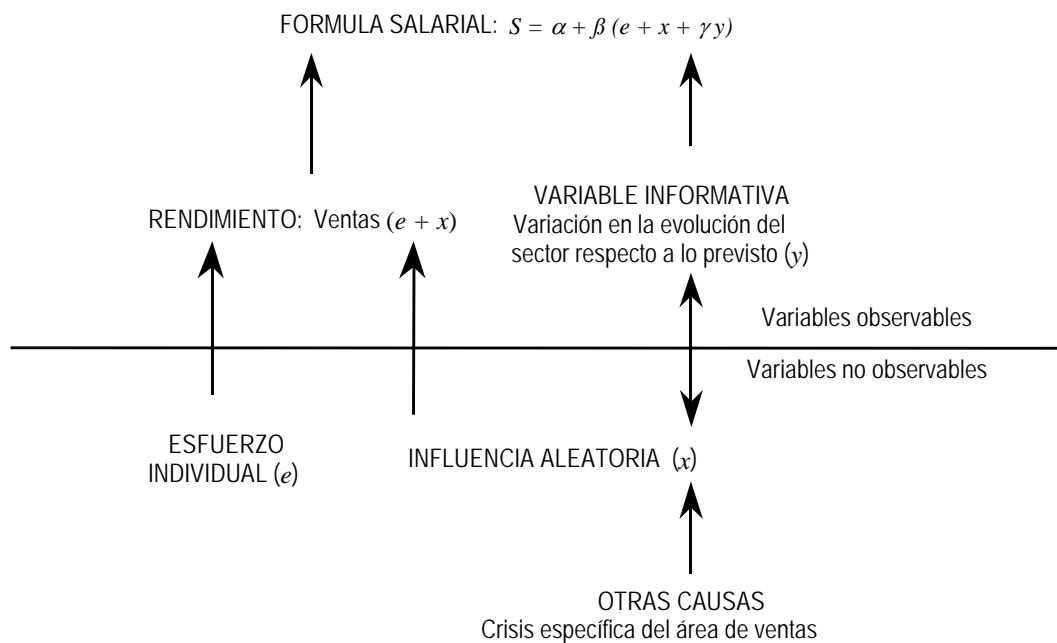 FORMULA SALARIAL: S = α + β (e + x + γ y)
VARIABLE INFORMATIVA
RENDIMIENTO: Ventas (e + x)
Variación en la evolución del
sector respecto a lo previsto (y)
Variables observables
Variables no observables
ESFUERZO
INDIVIDUAL (e)
INFLUENCIA ALEATORIA (x)
OTRAS CAUSAS
Crisis específica del área de ventas